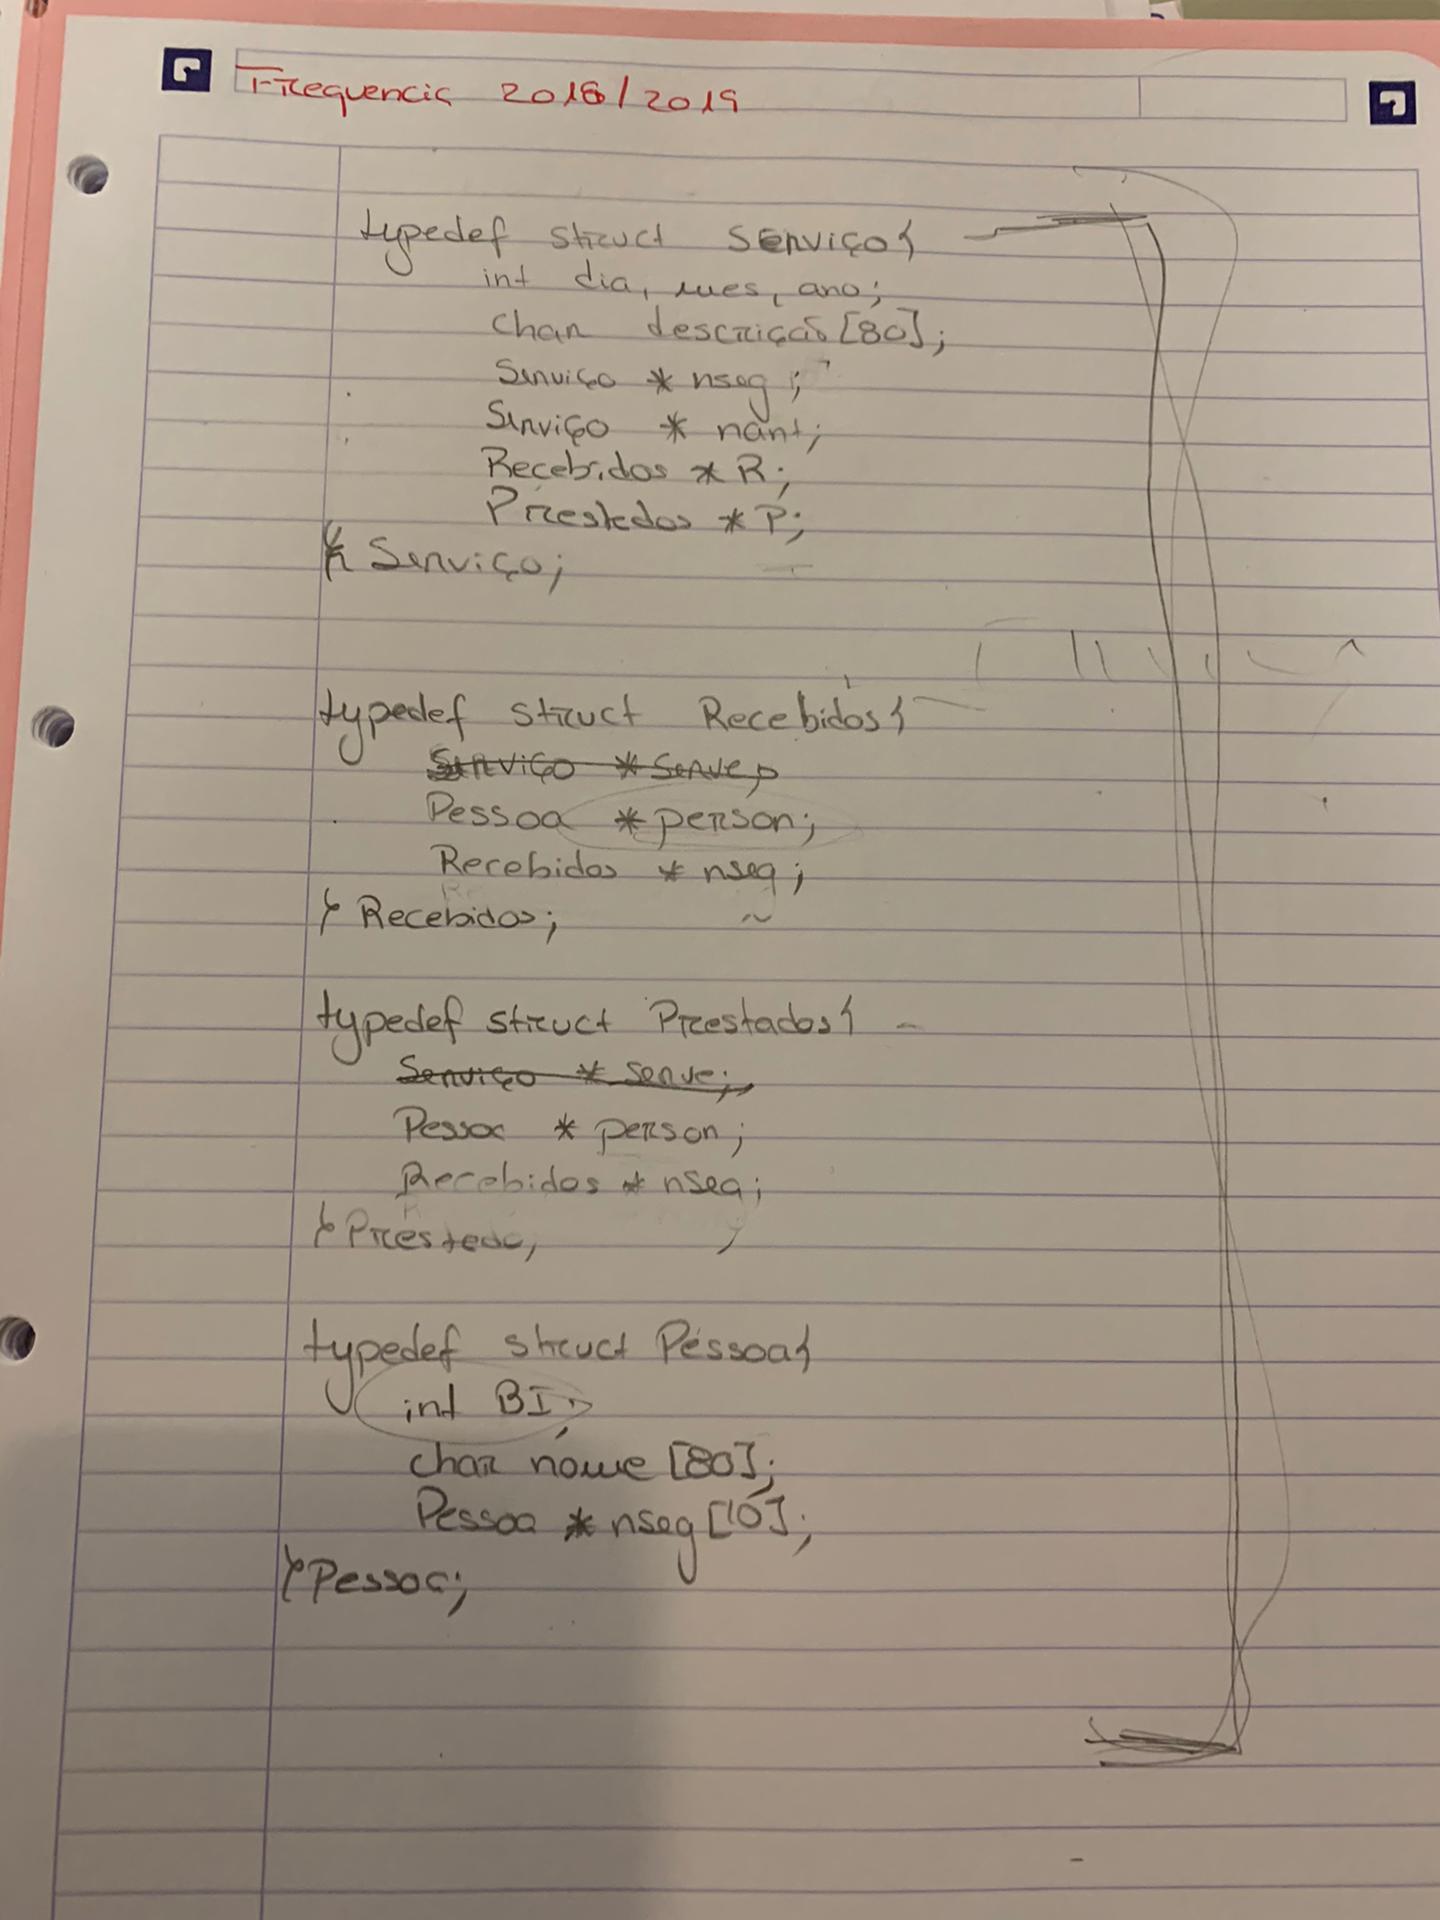 Frequencia 2018/2019
typedef struct Serviço{
int dia, mes, ano;
char descrição[80];
Serviço * nseg;
Serviço * nant;
Recebidos * R;
Prestados * P;
} Serviço;
typedef struct Recebidos{
Serviço * serve;
Pessoa * person;
Recebidos * nseg;
} Recebidos;
typedef struct Prestados{
Serviço * serve;
Pessoa * person;
Recebidos * nseg;
} Prestado;
typedef struct Pessoa{
int BI;
char nome [80];
Pessoa * nseg [10];
} Pessoa;